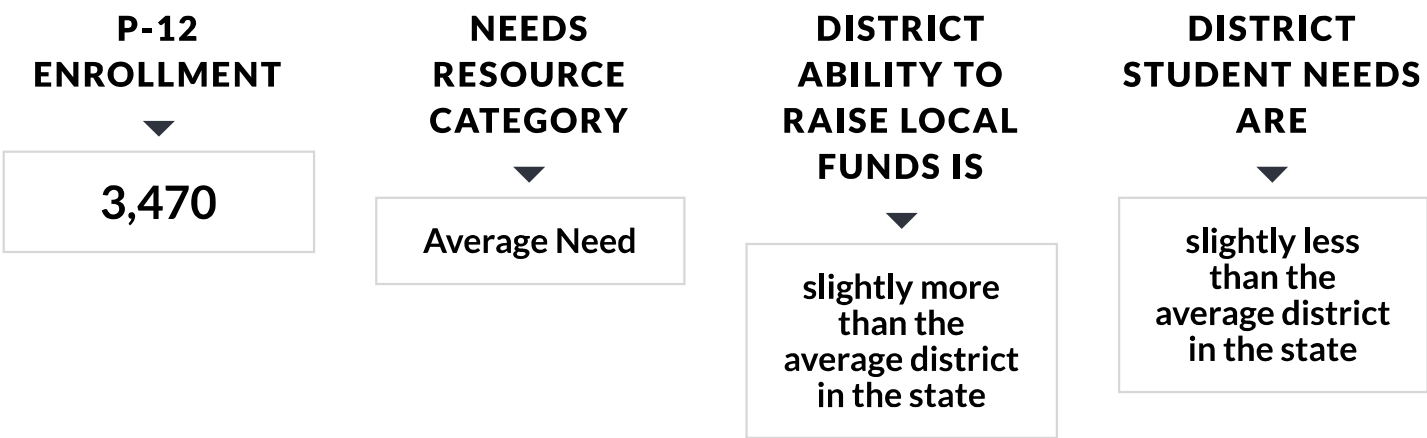 P-12
ENROLLMENT
3,470
NEEDS
RESOURCE
CATEGORY
Average Need
DISTRICT
ABILITY TO
RAISE LOCAL
FUNDS IS
slightly more
than the
average district
in the state
DISTRICT
STUDENT NEEDS
ARE
slightly less
than the
average district
in the state